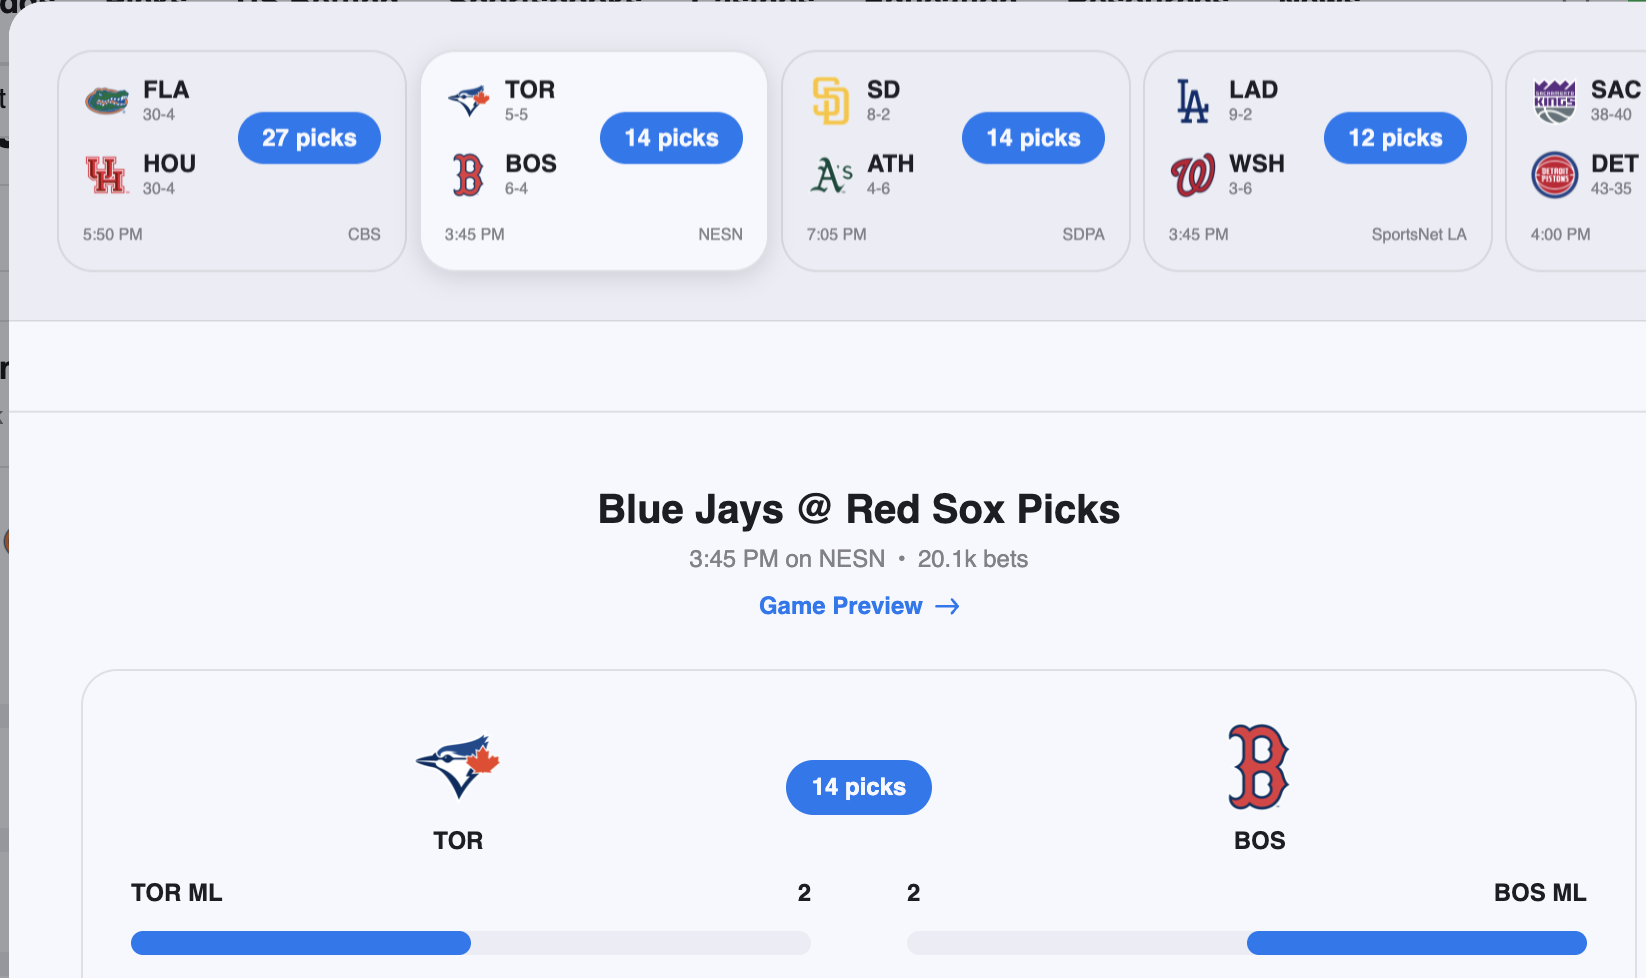 FLA
30-4
HOU
30-4
27 picks
5:50 PM
CBS
TOR
5-5
BOS
6-4
14 picks
3:45 PM
NESN
SD
8-2
ATH
4-6
14 picks
7:05 PM
SDPA
LAD
9-2
WSH
3-6
12 picks
3:45 PM
SportsNet LA
SAC
38-40
DET
43-35
4:00 PM
Blue Jays @ Red Sox Picks
3:45 PM on NESN • 20.1k bets
Game Preview →
TOR
14 picks
BOS
TOR ML 2
2 BOS ML